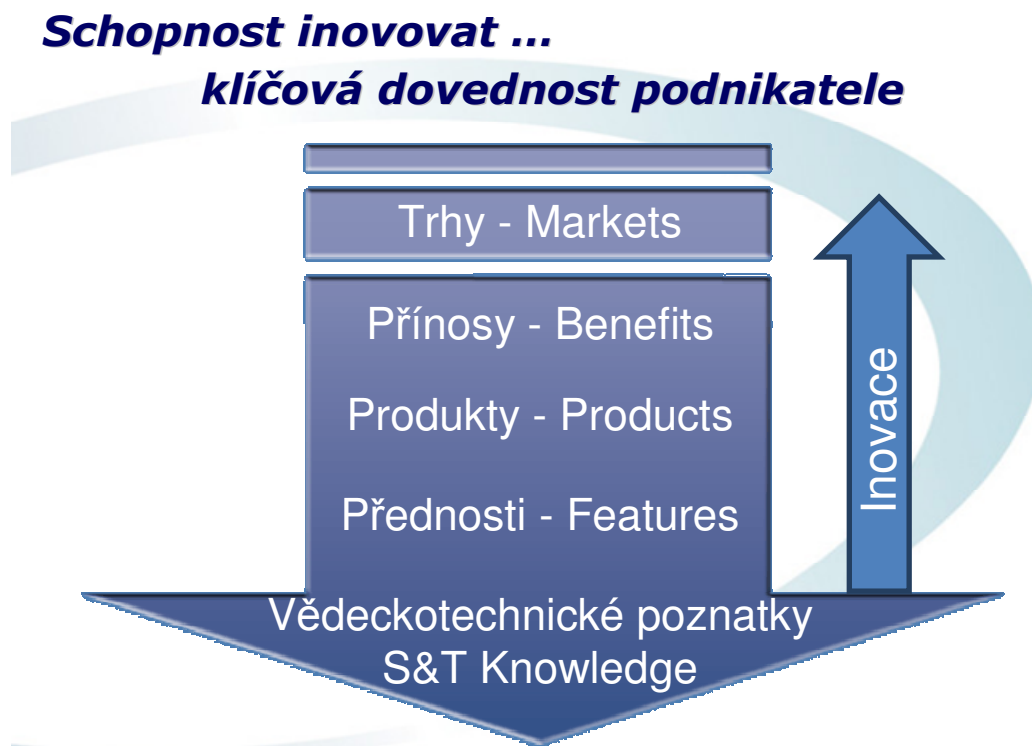 Schopnost inovovat …
klíčová dovednost podnikatele
Trhy - Markets
Přínosy - Benefits
Produkty - Products
Přednosti - Features
Vědeckotechnické poznatky
S&T Knowledge
Inovace